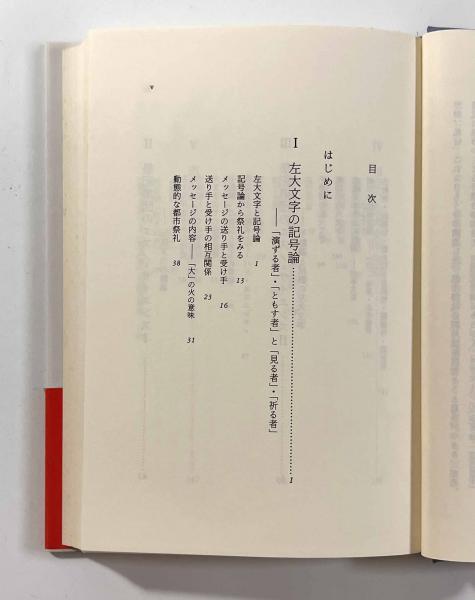 目次
はじめに
I 左大文字の記号論……………………1
——「演ずる者」・「ともす者」と「見る者」・「祈る者」
左大文字と記号論 1
記号論から祭礼をみる 13
メッセージの送り手と受け手 16
送り手と受け手の相互関係 23
メッセージの内容——「大」の火の意味 31
動態的な都市祭礼 38
v